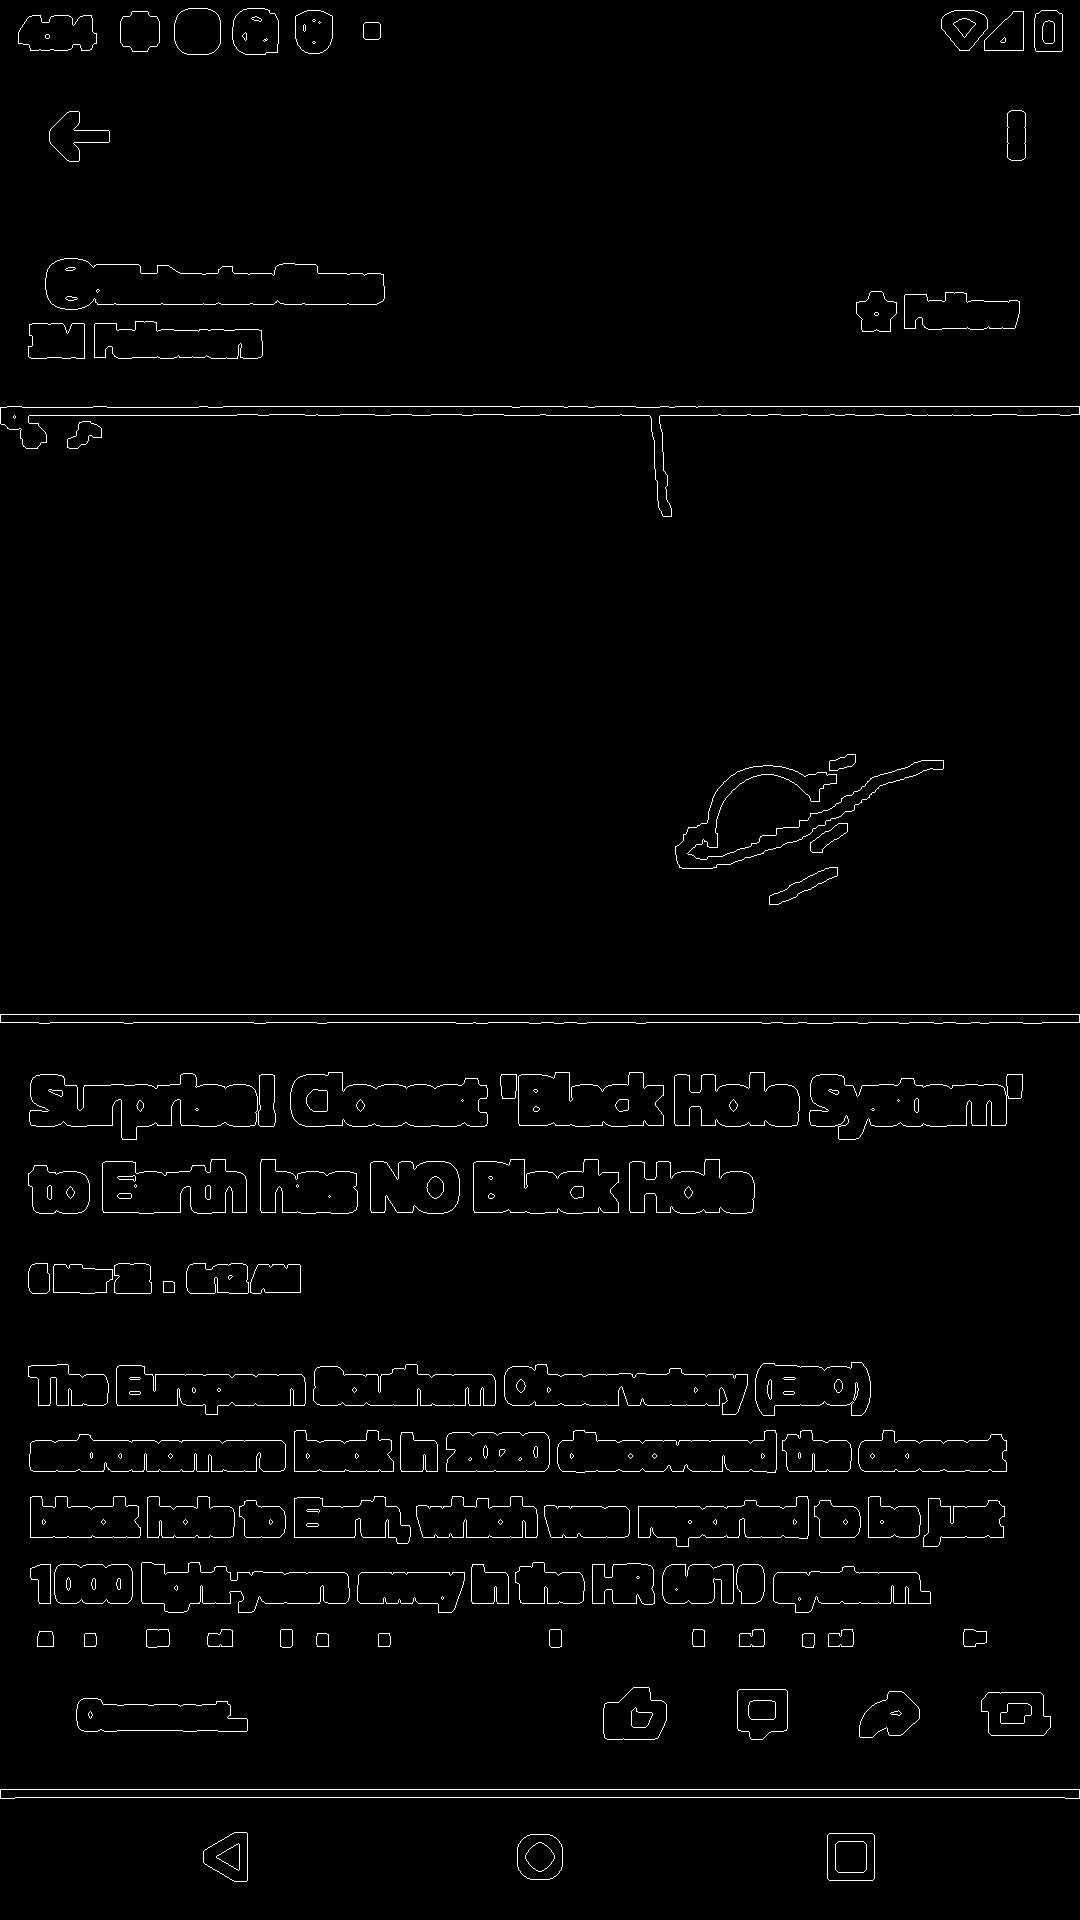 Follow
Followers
Surprise! Closest 'Black Hole System'
to Earth has NO Black Hole
The European Southern Observatory (ESO)
astronomers back in 2020 discovered the closest
black hole to Earth, which was reported to be just
1000 light-years away in the HR 6819 system.